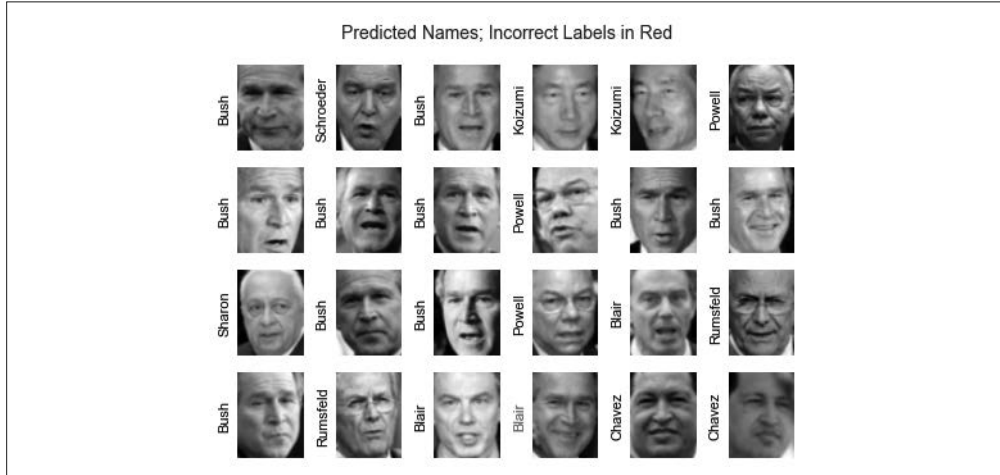 Predicted Names; Incorrect Labels in Red
Bush
Schroeder
Bush
Koizumi
Koizumi
Powell
Bush
Bush
Bush
Powell
Bush
Bush
Sharon
Bush
Bush
Powell
Blair
Rumsfeld
Bush
Rumsfeld
Blair
Blair
Chavez
Chavez